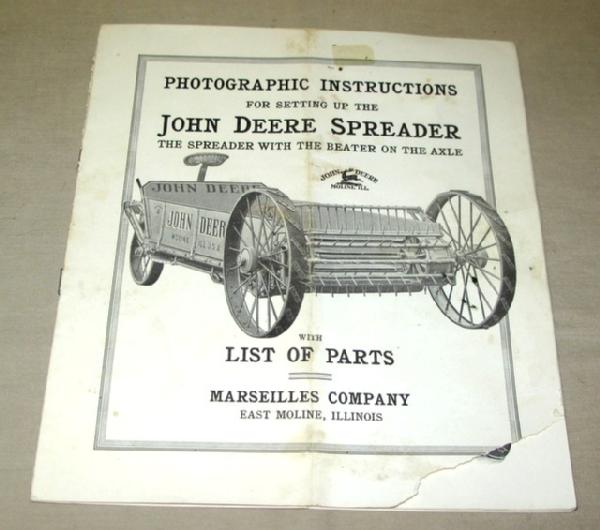 PHOTOGRAPHIC INSTRUCTIONS
FOR SETTING UP THE
JOHN DEERE SPREADER
THE SPREADER WITH THE BEATER ON THE AXLE
JOHN DEERE
MOLINE, ILL.
JOHN DEERE
JOHN DEER
WITH
LIST OF PARTS
MARSEILLES COMPANY
EAST MOLINE, ILLINOIS